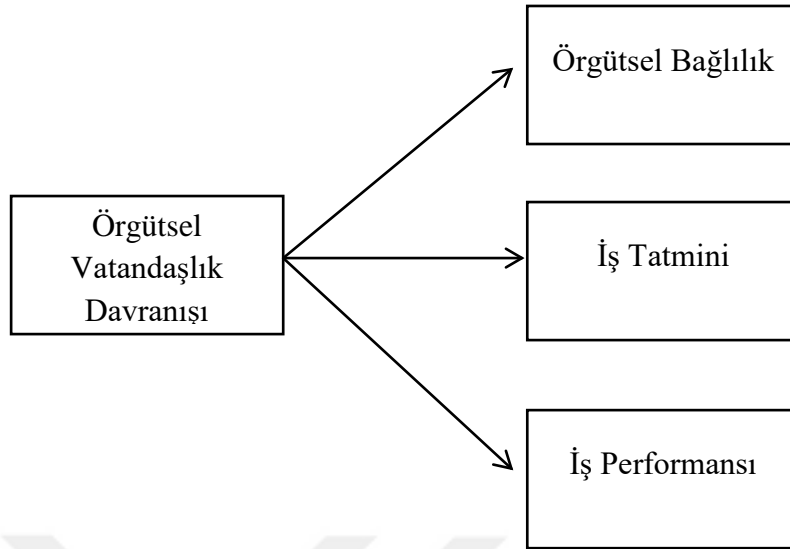 Örgütsel Bağlılık
Örgütsel
Vatandaşlık
Davranışı
İş Tatmini
İş Performansı